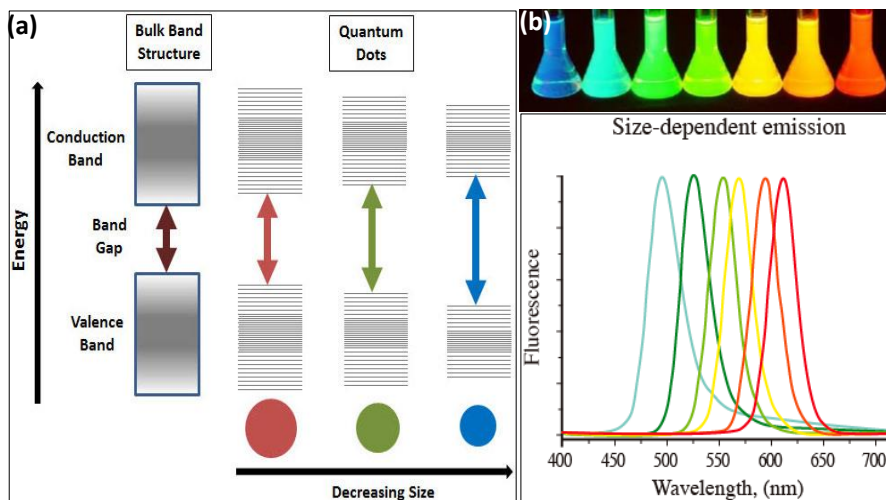 (a)
Bulk Band
Structure
Quantum
Dots
Energy
Conduction
Band
Band
Gap
Valence
Band
Decreasing Size
(b)
Size-dependent emission
Fluorescence
400 450 500 550 600 650 700
Wavelength, (nm)